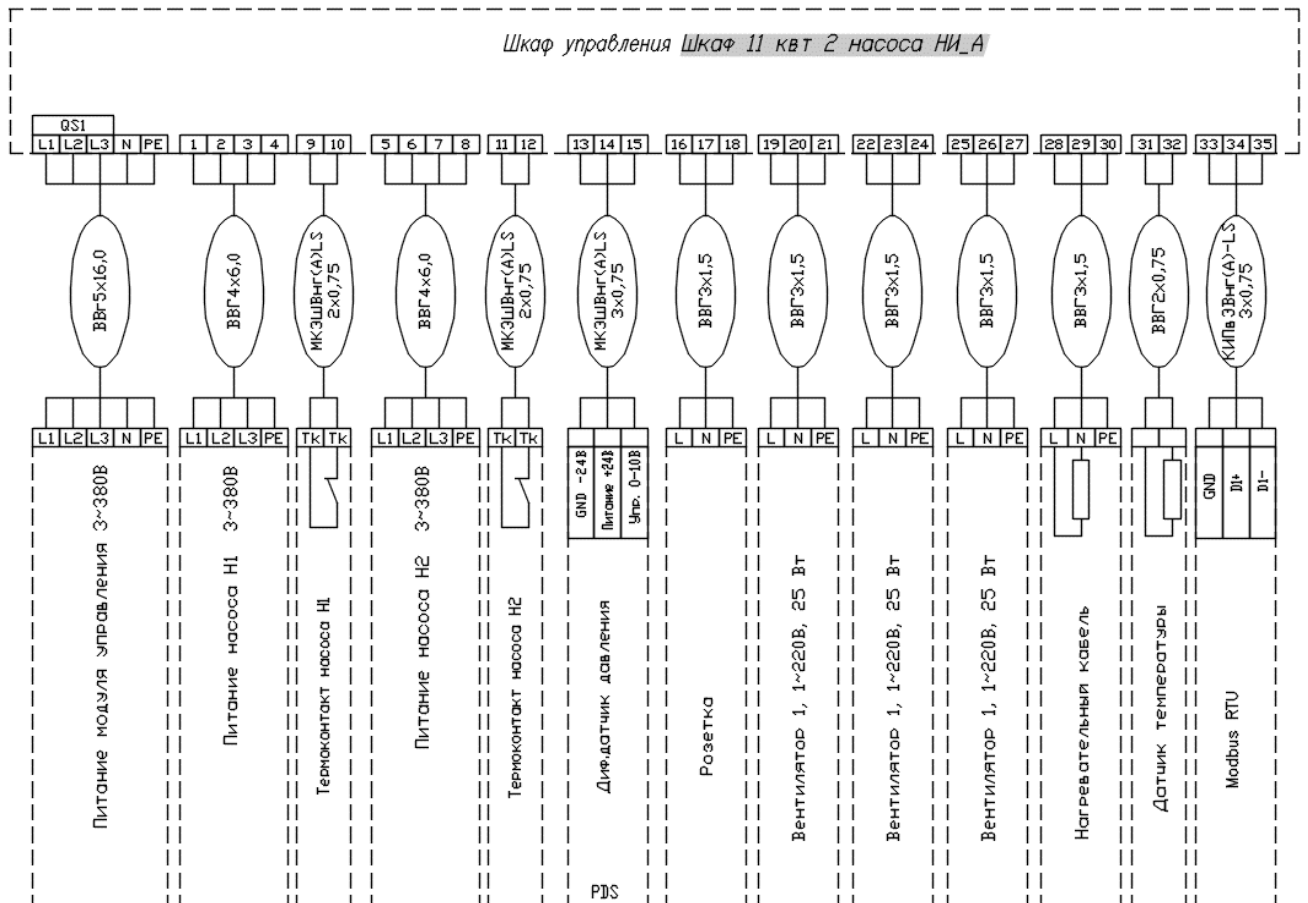 Шкаф управления Шкаф 11 квт 2 насоса НИ_А
QS1
L1 L2 L3 N PE 1 2 3 4 9 10 5 6 7 8 11 12 13 14 15 16 17 18 19 20 21 22 23 24 25 26 27 28 29 30 31 32 33 34 35
ВВг5х16,0
ВВГ4х6,0
МКЭШВнг(А)LS
2х0,75
ВВГ4х6,0
МКЭШВнг(А)LS
2х0,75
МКЭШВнг(А)LS
3х0,75
ВВГ3х1,5
ВВГ3х1,5
ВВГ3х1,5
ВВГ3х1,5
ВВГ3х1,5
ВВГ2х0,75
КИПвЭВнг(А)-LS
3х0,75
L1 L2 L3 N PE L1 L2 L3 PE Тк Тк L1 L2 L3 PE Тк Тк L N PE L N PE L N PE L N PE L N PE
GND -24В
Питание +24В
Упр. 0-10В
GND
D1+
D1-
Питание модуля управления 3~380В
Питание насоса Н1 3~380В
Термоконтакт насоса Н1
Питание насоса Н2 3~380В
Термоконтакт насоса Н2
Диф.датчик давления
Розетка
Вентилятор 1, 1~220В, 25 Вт
Вентилятор 1, 1~220В, 25 Вт
Вентилятор 1, 1~220В, 25 Вт
Нагревательный кабель
Датчик температуры
Modbus RTU
PDS